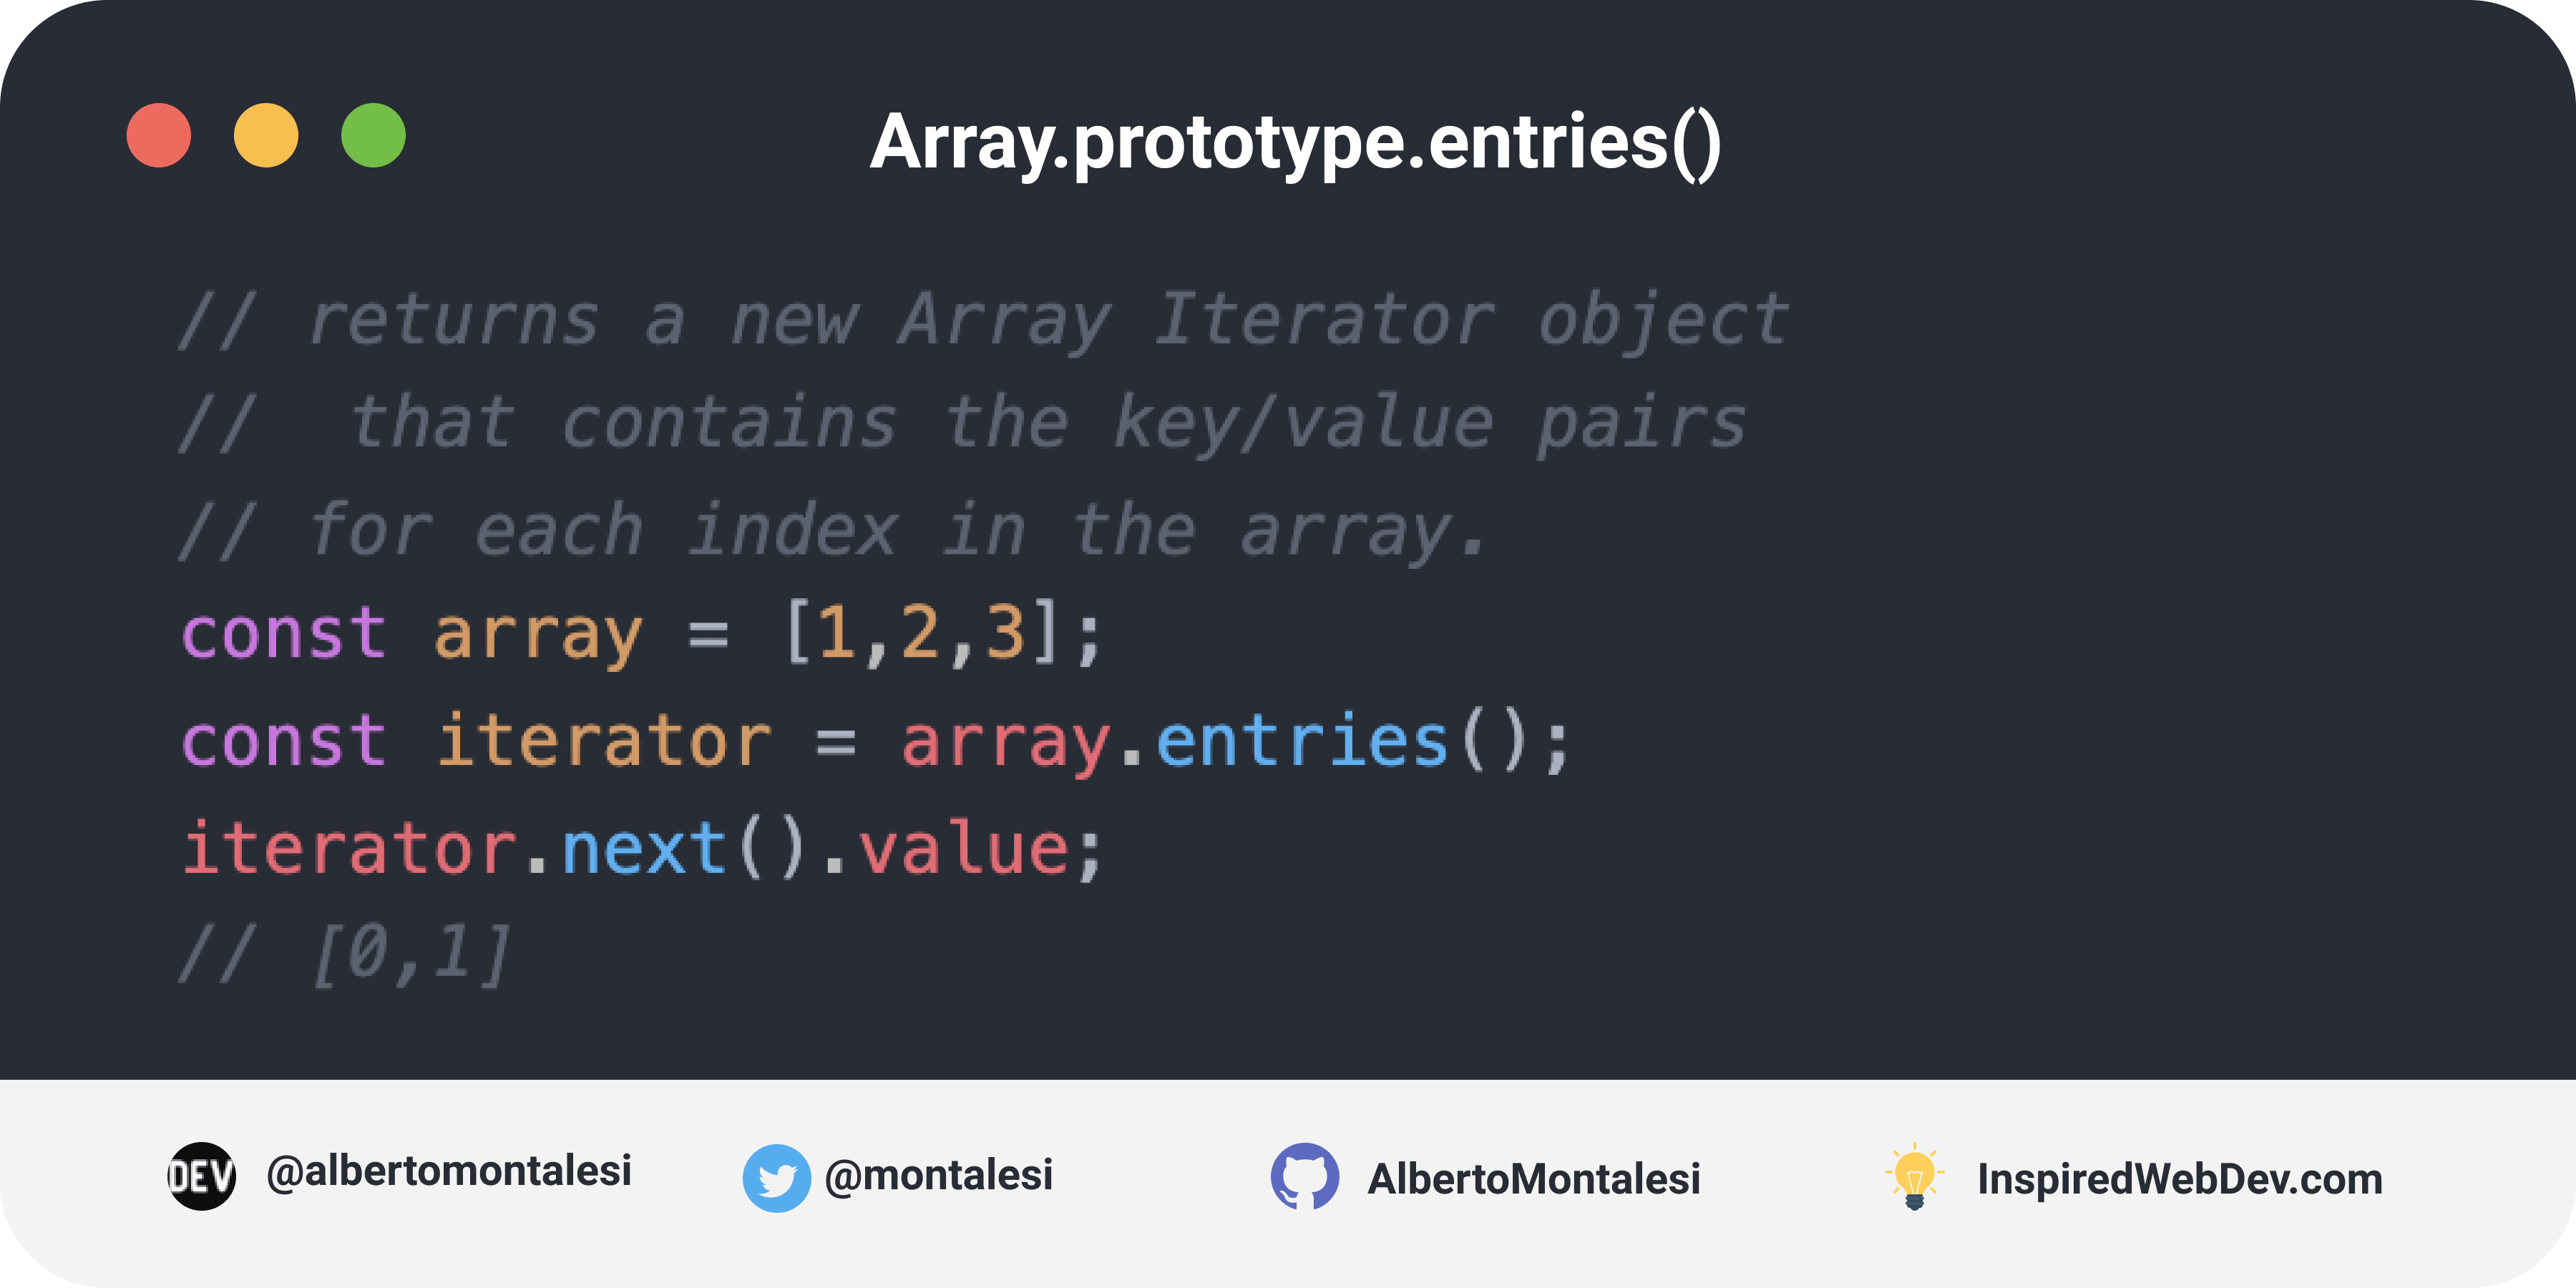 Array.prototype.entries()
// returns a new Array Iterator object
//  that contains the key/value pairs
// for each index in the array.
const array = [1,2,3];
const iterator = array.entries();
iterator.next().value;
// [0,1]
DEV @albertomontalesi @montalesi AlbertoMontalesi InspiredWebDev.com